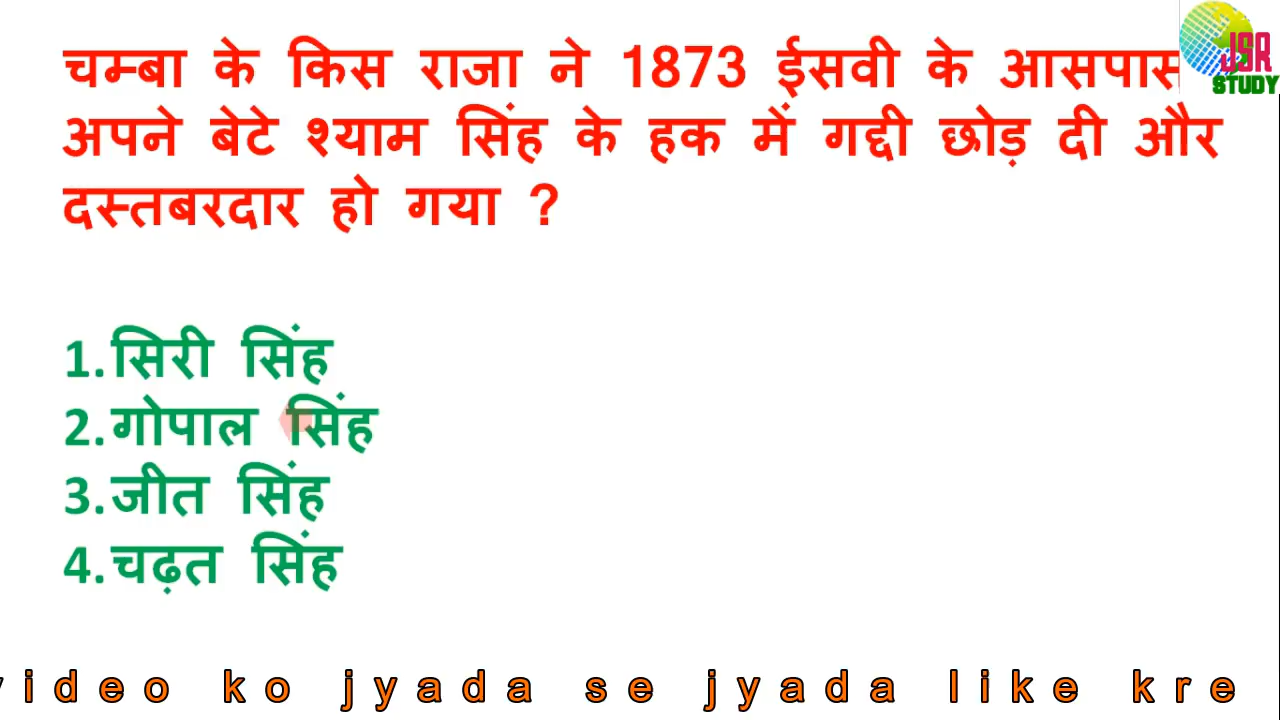 चम्बा के किस राजा ने 1873 ईसवी के आसपास
अपने बेटे श्याम सिंह के हक में गद्दी छोड़ दी और
दस्तबरदार हो गया ?
JSR
STUDY
1.सिरी सिंह
2.गोपाल सिंह
3.जीत सिंह
4.चढ़त सिंह
video ko jyada se jyada like kre